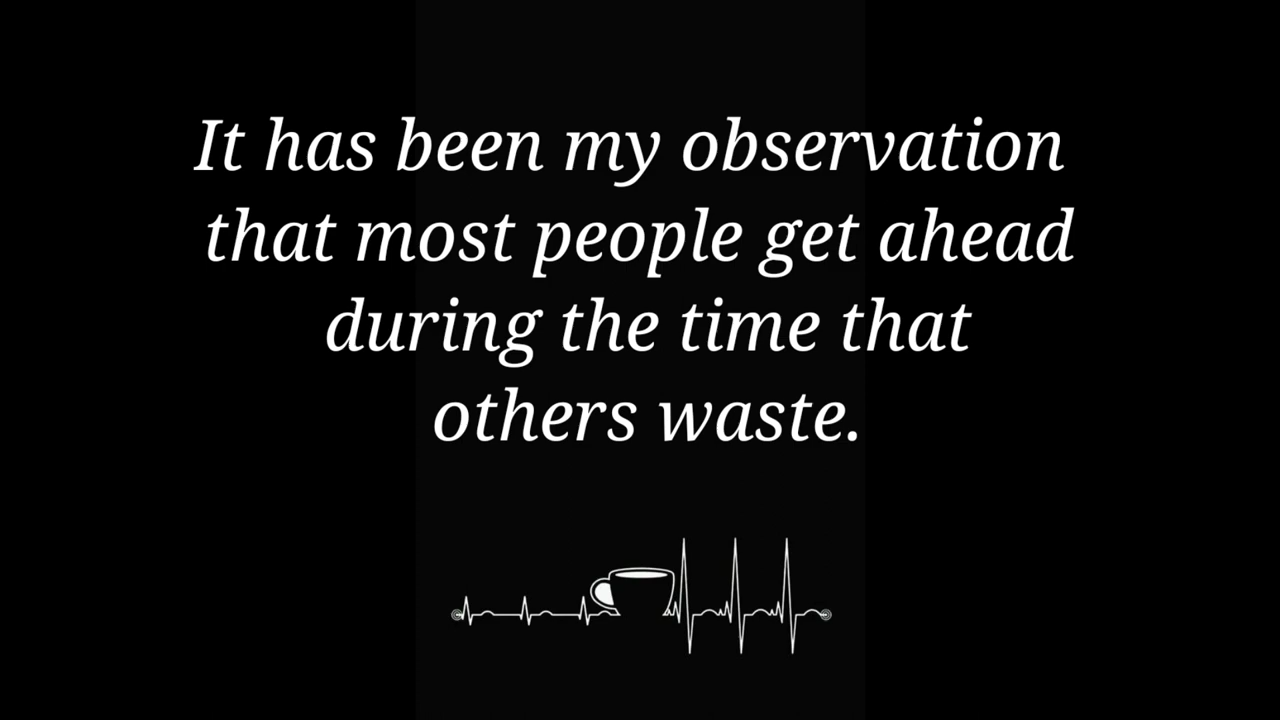 It has been my observation
that most people get ahead
during the time that
others waste.